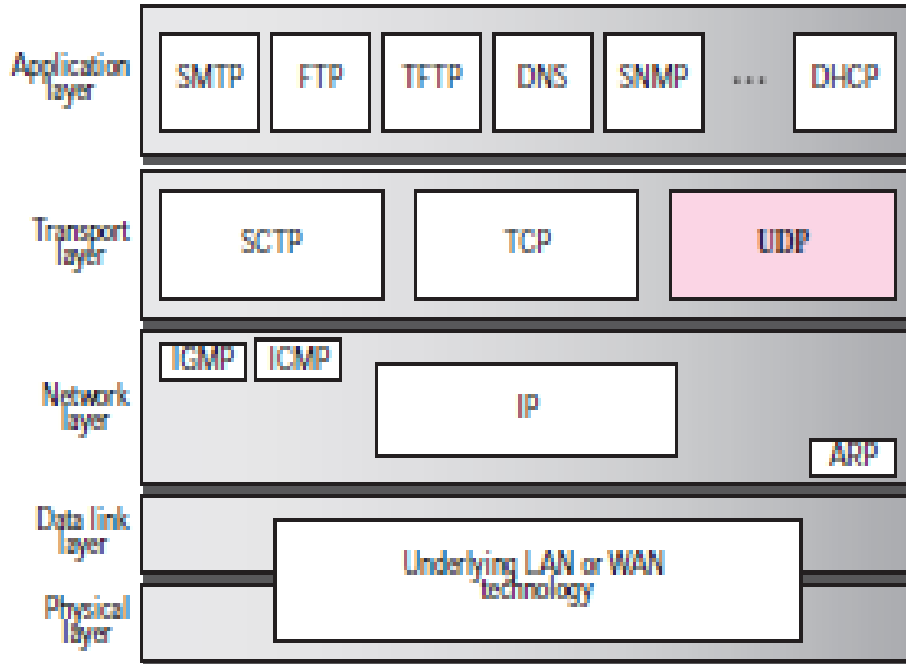 Application
layer
SMTP FTP TFTP DNS SNMP ... DHCP
Transport
layer
SCTP TCP UDP
Network
layer
IGMP ICMP
IP
ARP
Data link
layer
Underlying LAN or WAN
technology
Physical
layer